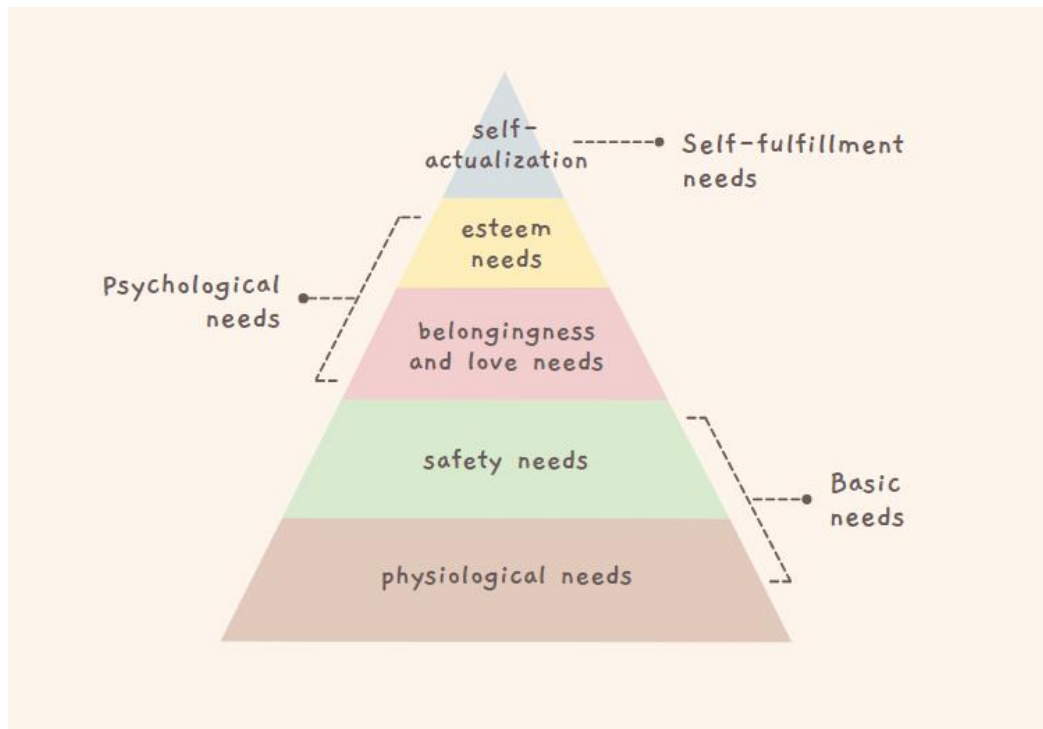 self-
actualization
Self-fulfillment
needs
esteem
needs
Psychological
needs
belongingness
and love needs
safety needs
Basic
needs
physiological needs